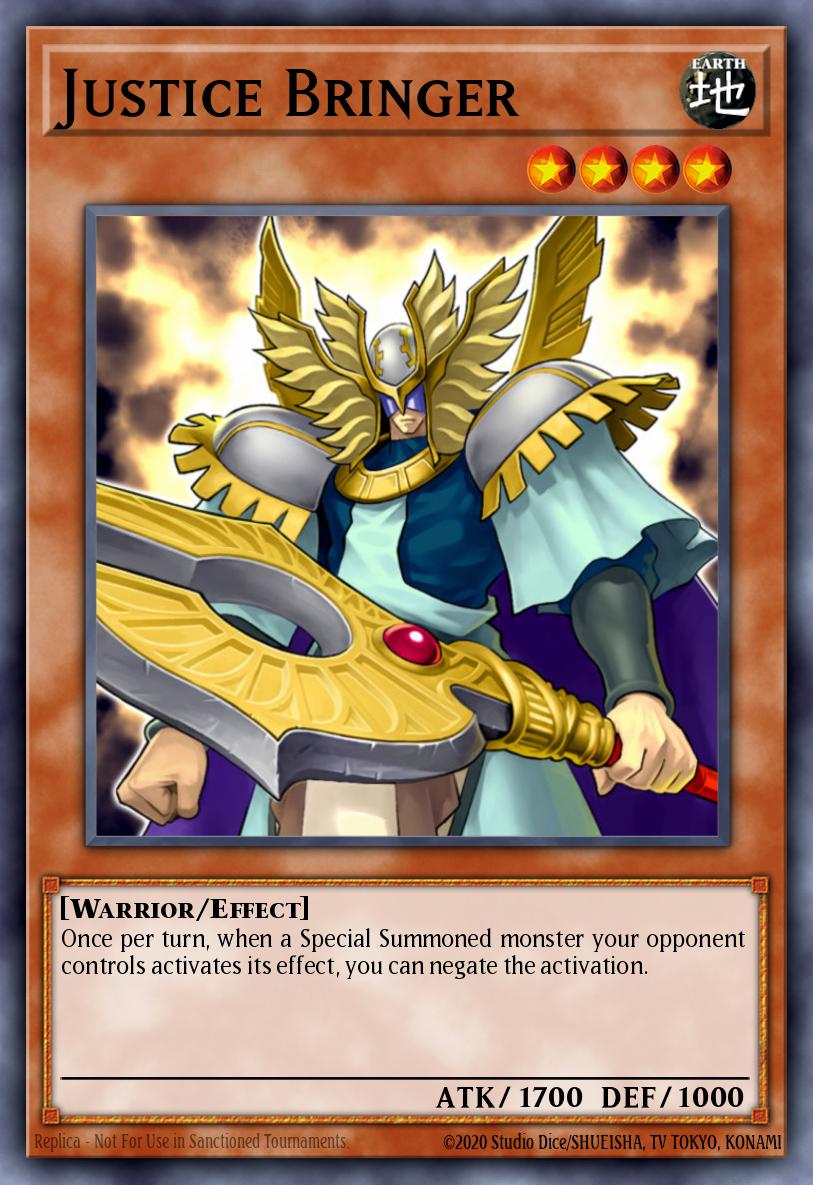 Justice Bringer
EARTH
地
[Warrior/Effect]
Once per turn, when a Special Summoned monster your opponent
controls activates its effect, you can negate the activation.
ATK/ 1700 DEF/ 1000
Replica - Not For Use in Sanctioned Tournaments.
©2020 Studio Dice/SHUEISHA, TV TOKYO, KONAMI